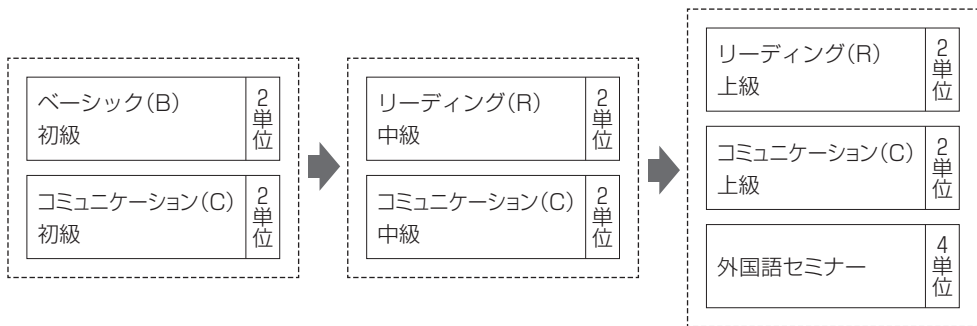 ベーシック(B)
初級
2単位
コミュニケーション(C)
初級
2単位
リーディング(R)
中級
2単位
コミュニケーション(C)
中級
2単位
リーディング(R)
上級
2単位
コミュニケーション(C)
上級
2単位
外国語セミナー
4単位